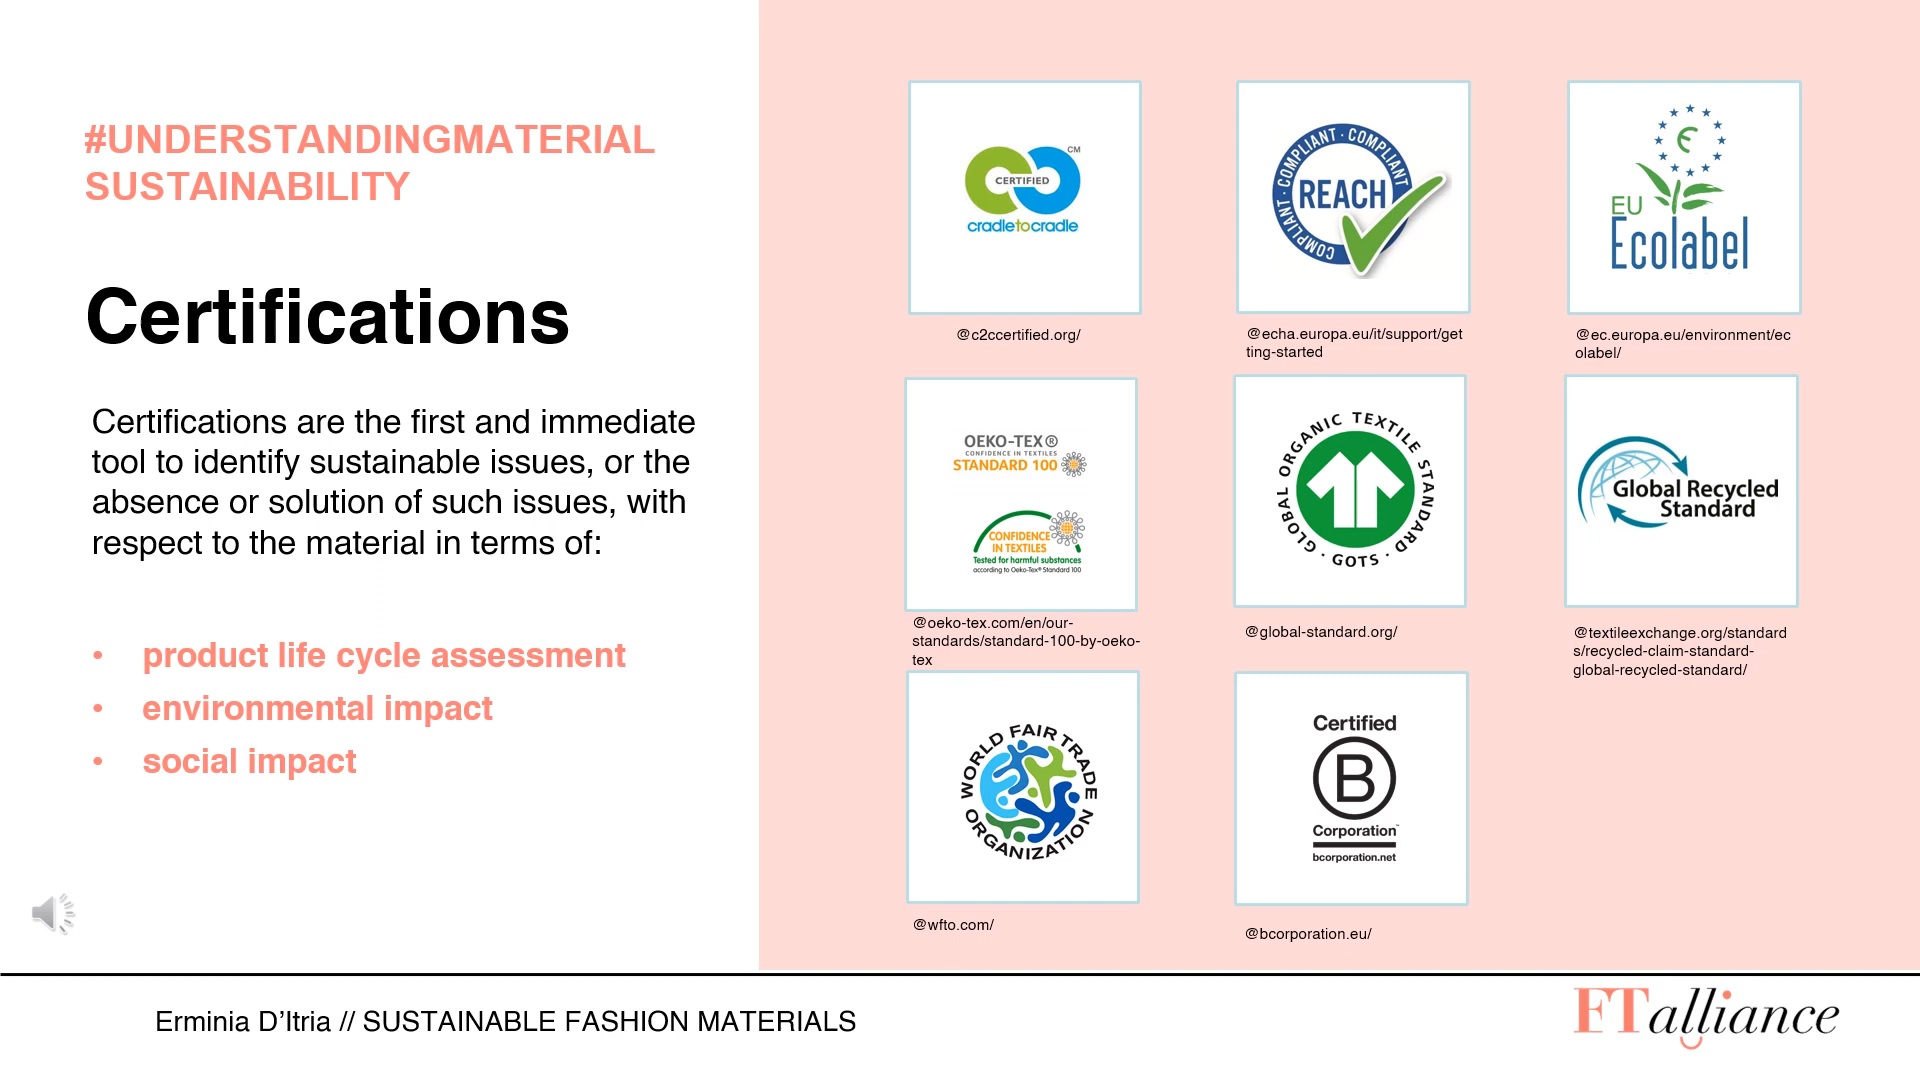 #UNDERSTANDINGMATERIAL
SUSTAINABILITY
Certifications
Certifications are the first and immediate
tool to identify sustainable issues, or the
absence or solution of such issues, with
respect to the material in terms of:
• product life cycle assessment
• environmental impact
• social impact
CM
CERTIFIED
cradletocradle
@c2ccertified.org/
COMPLIANT · COMPLIANT · COMPLIANT · COMPLIANT
REACH
@echa.europa.eu/it/support/get
ting-started
EU
Ecolabel
@ec.europa.eu/environment/ec
olabel/
OEKO-TEX®
CONFIDENCE IN TEXTILES
STANDARD 100
CONFIDENCE
IN TEXTILES
Tested for harmful substances
according to Oeko-Tex® Standard 100
@oeko-tex.com/en/our-
standards/standard-100-by-oeko-
tex
GLOBAL ORGANIC TEXTILE STANDARD · GOTS ·
@global-standard.org/
Global Recycled
Standard
@textileexchange.org/standard
s/recycled-claim-standard-
global-recycled-standard/
WORLD FAIR TRADE
ORGANIZATION
@wfto.com/
Certified
B
Corporation™
bcorporation.net
@bcorporation.eu/
Erminia D’Itria // SUSTAINABLE FASHION MATERIALS
FTalliance